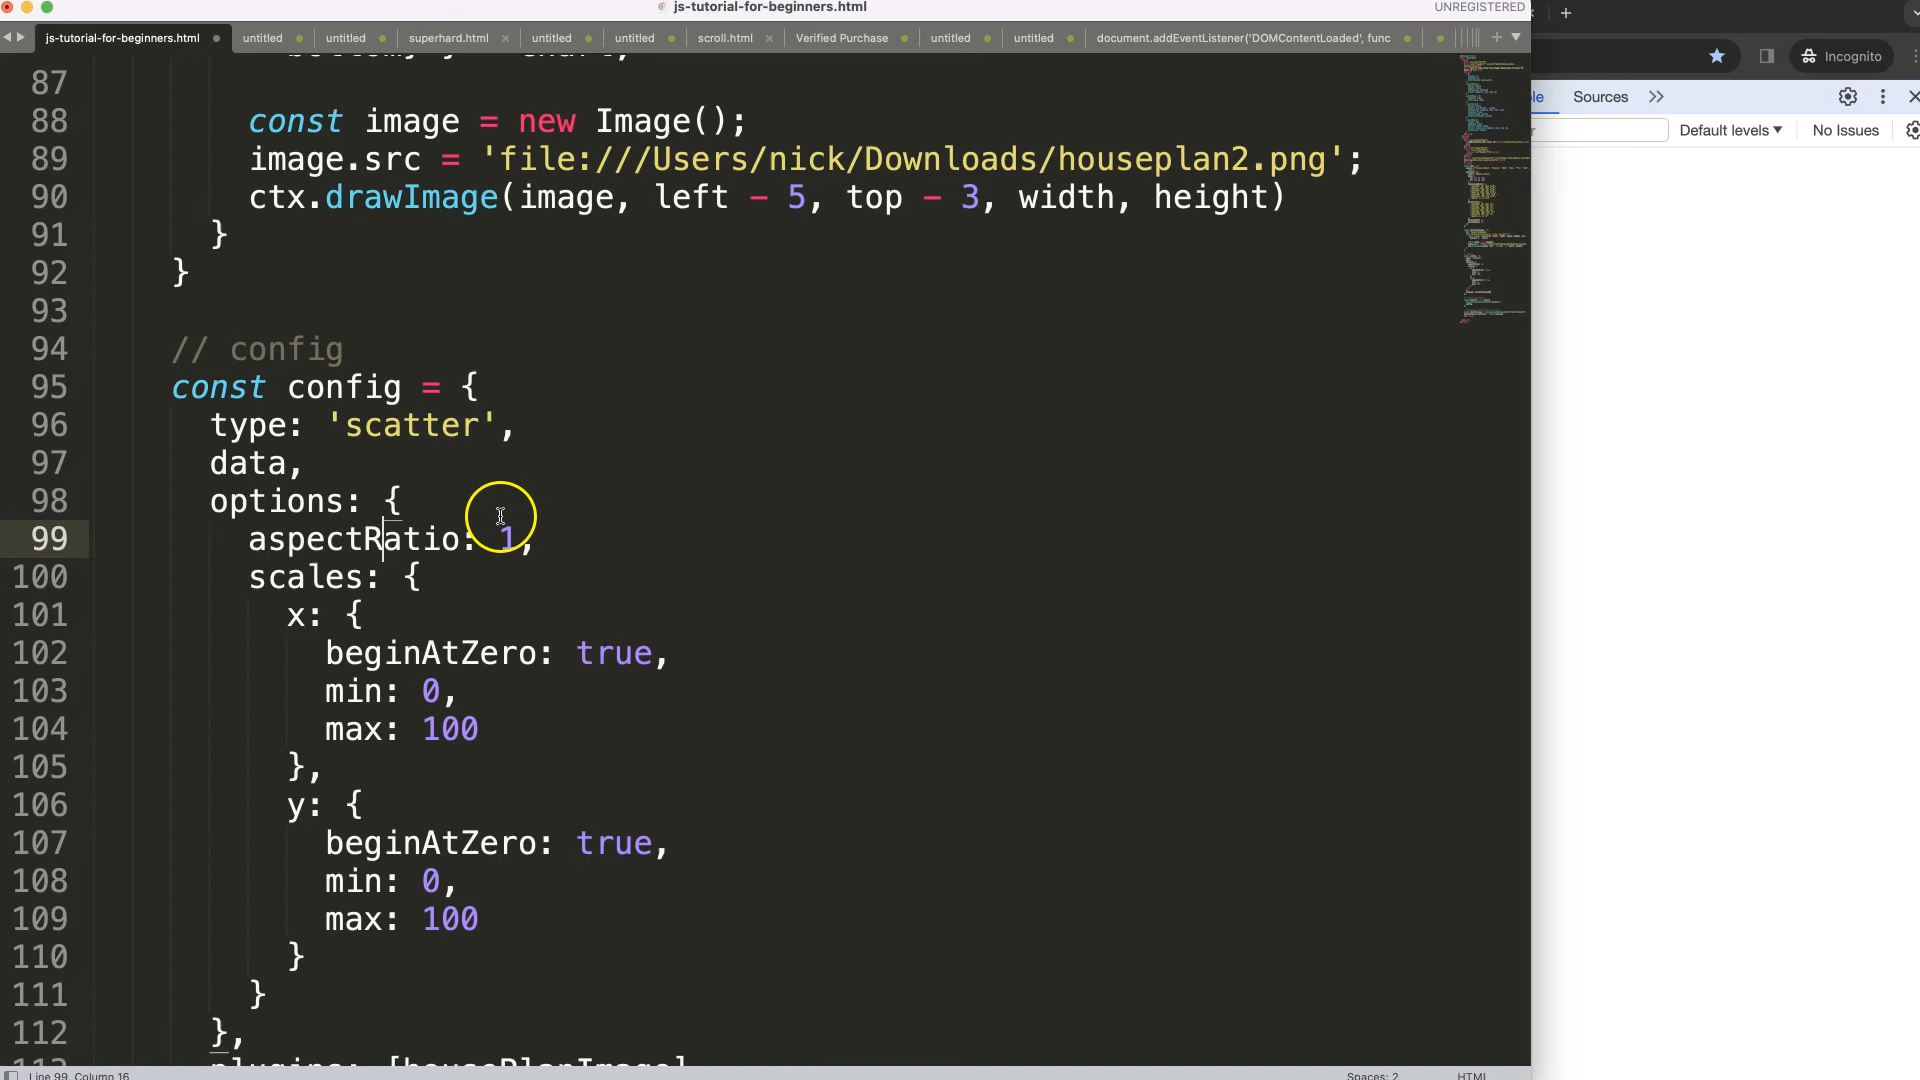 js-tutorial-for-beginners.html
UNREGISTERED
js-tutorial-for-beginners.html untitled untitled superhard.html untitled untitled scroll.html Verified Purchase untitled untitled document.addEventListener('DOMContentLoaded', func
Incognito
Sources
Default levels
No Issues
87
88 const image = new Image();
89 image.src = 'file:///Users/nick/Downloads/houseplan2.png';
90 ctx.drawImage(image, left - 5, top - 3, width, height)
91 }
92 }
93
94 // config
95 const config = {
96 type: 'scatter',
97 data,
98 options: {
99 aspectRatio: 1,
100 scales: {
101 x: {
102 beginAtZero: true,
103 min: 0,
104 max: 100
105 },
106 y: {
107 beginAtZero: true,
108 min: 0,
109 max: 100
110 }
111 }
112 },
plugins: [housePlanImage]
Line 99, Column 16
Spaces: 2
HTML